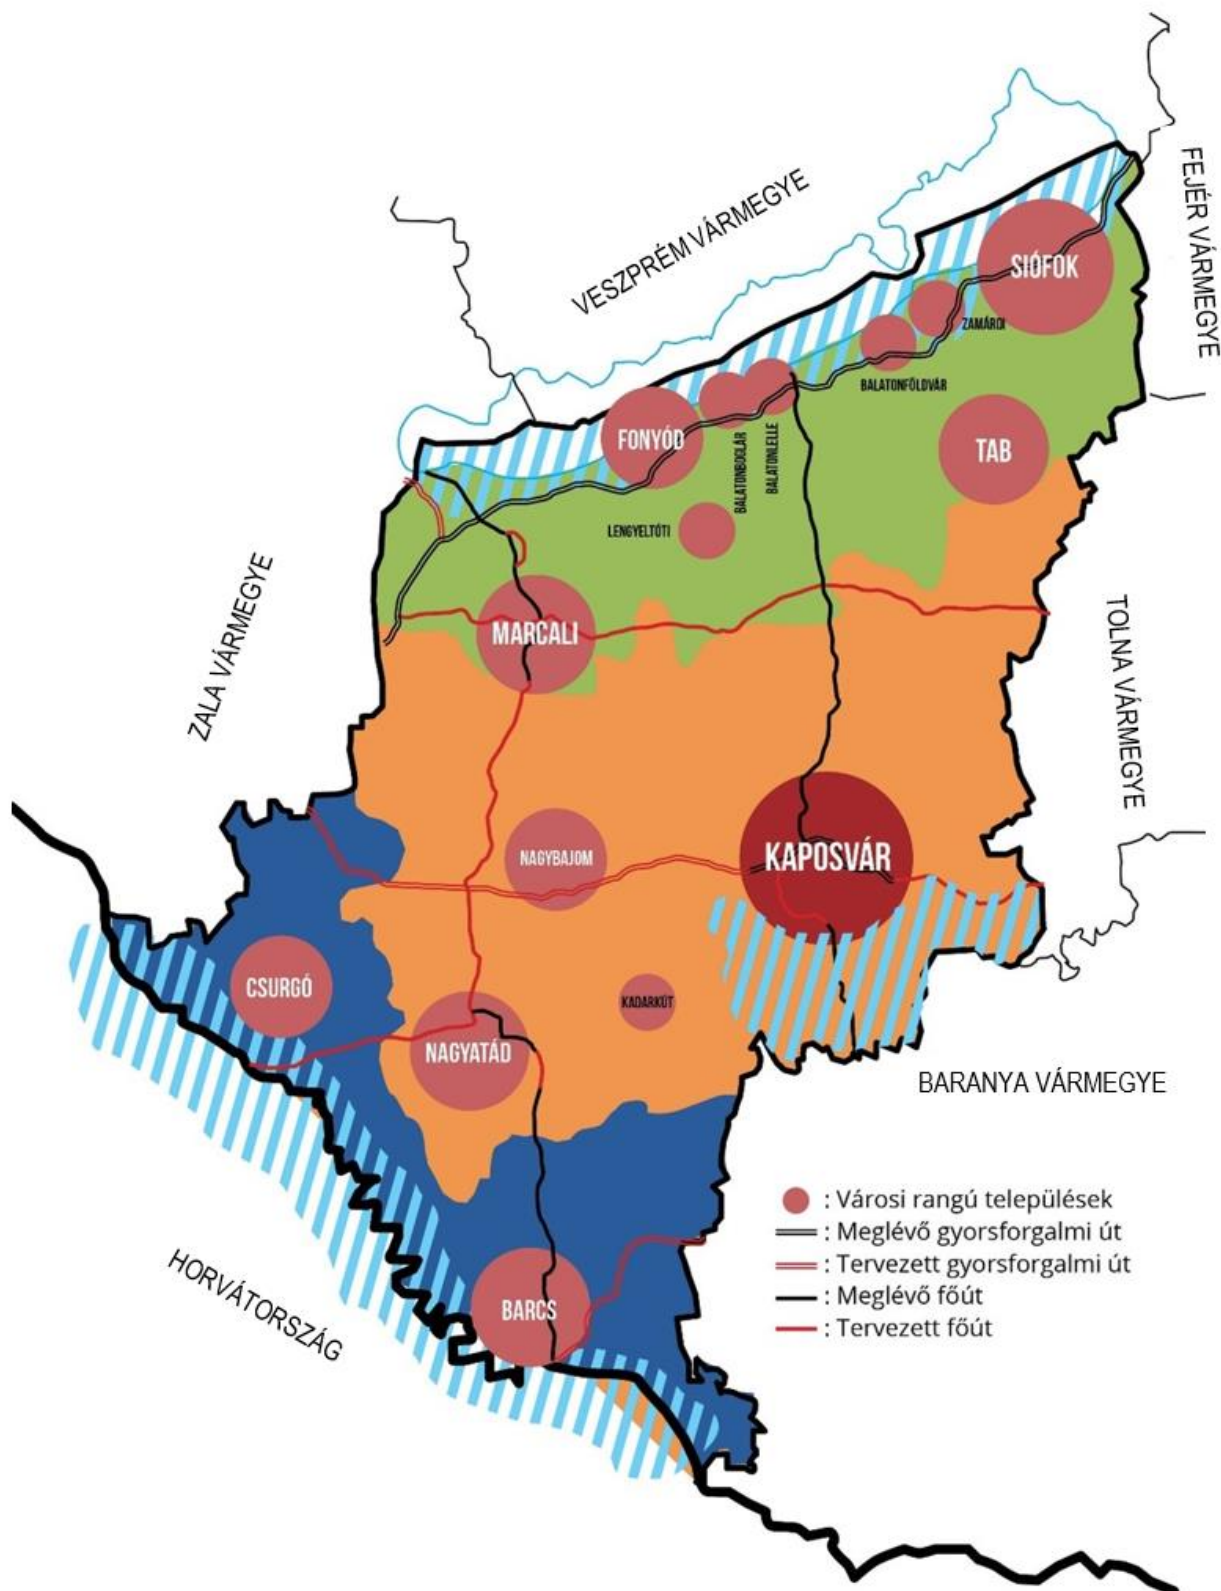 FEJÉR VÁRMEGYE
VESZPRÉM VÁRMEGYE
SIÓFOK
ZAMÁRDI
BALATONFÖLDVÁR
FONYÓD
BALATONBOGLÁR
BALATONLELLE
TAB
LENGYELTÓTI
MARCALI
ZALA VÁRMEGYE
TOLNA VÁRMEGYE
NAGYBAJOM
KAPOSVÁR
CSURGÓ
KADARKÚT
NAGYATÁD
BARANYA VÁRMEGYE
HORVÁTORSZÁG
BARCS
: Városi rangú települések
: Meglévő gyorsforgalmi út
: Tervezett gyorsforgalmi út
: Meglévő főút
: Tervezett főút